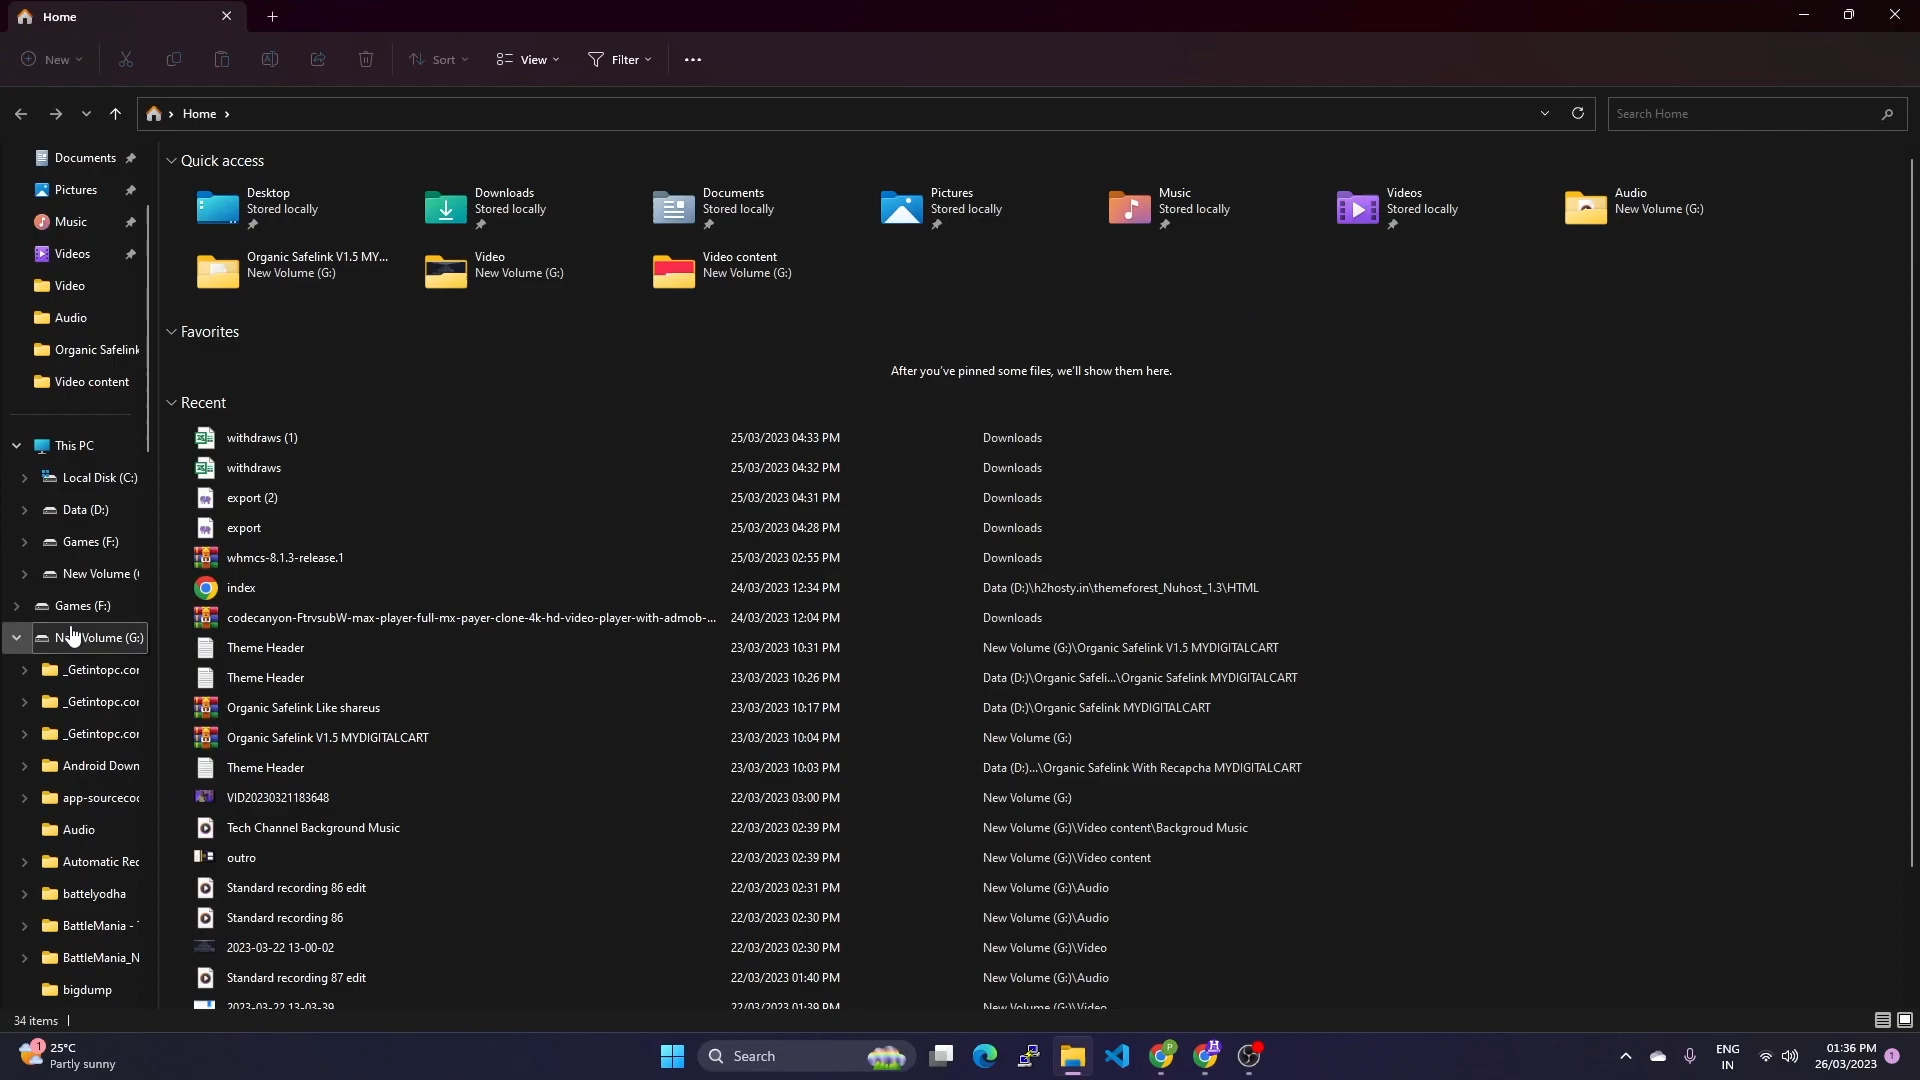 Home
New
Sort
View
Filter
Home
Search Home
Documents
Pictures
Music
Videos
Video
Audio
Organic Safelink
Video content
This PC
Local Disk (C:)
Data (D:)
Games (F:)
New Volume (
Games (F:)
New Volume (G:)
_Getintopc.cor
_Getintopc.cor
_Getintopc.cor
Android Down
app-sourcecoc
Audio
Automatic Rec
battelyodha
BattleMania -
BattleMania_N
bigdump
Quick access
Desktop
Stored locally
Downloads
Stored locally
Documents
Stored locally
Pictures
Stored locally
Music
Stored locally
Videos
Stored locally
Audio
New Volume (G:)
Organic Safelink V1.5 MY...
New Volume (G:)
Video
New Volume (G:)
Video content
New Volume (G:)
Favorites
After you've pinned some files, we'll show them here.
Recent
withdraws (1) 25/03/2023 04:33 PM Downloads
withdraws 25/03/2023 04:32 PM Downloads
export (2) 25/03/2023 04:31 PM Downloads
export 25/03/2023 04:28 PM Downloads
whmcs-8.1.3-release.1 25/03/2023 02:55 PM Downloads
index 24/03/2023 12:34 PM Data (D:)\h2hosty.in\themeforest_Nuhost_1.3\HTML
codecanyon-FtrvsubW-max-player-full-mx-payer-clone-4k-hd-video-player-with-admob-... 24/03/2023 12:04 PM Downloads
Theme Header 23/03/2023 10:31 PM New Volume (G:)\Organic Safelink V1.5 MYDIGITALCART
Theme Header 23/03/2023 10:26 PM Data (D:)\Organic Safeli...\Organic Safelink MYDIGITALCART
Organic Safelink Like shareus 23/03/2023 10:17 PM Data (D:)\Organic Safelink MYDIGITALCART
Organic Safelink V1.5 MYDIGITALCART 23/03/2023 10:04 PM New Volume (G:)
Theme Header 23/03/2023 10:03 PM Data (D:)...\Organic Safelink With Recapcha MYDIGITALCART
VID20230321183648 22/03/2023 03:00 PM New Volume (G:)
Tech Channel Background Music 22/03/2023 02:39 PM New Volume (G:)\Video content\Backgroud Music
outro 22/03/2023 02:39 PM New Volume (G:)\Video content
Standard recording 86 edit 22/03/2023 02:31 PM New Volume (G:)\Audio
Standard recording 86 22/03/2023 02:30 PM New Volume (G:)\Audio
2023-03-22 13-00-02 22/03/2023 02:30 PM New Volume (G:)\Video
Standard recording 87 edit 22/03/2023 01:40 PM New Volume (G:)\Audio
2023-03-22 13-03-39 22/03/2023 01:39 PM New Volume (G:)\Video
34 items
1
25°C
Partly sunny
Search
P
H
ENG
IN
01:36 PM
26/03/2023
1